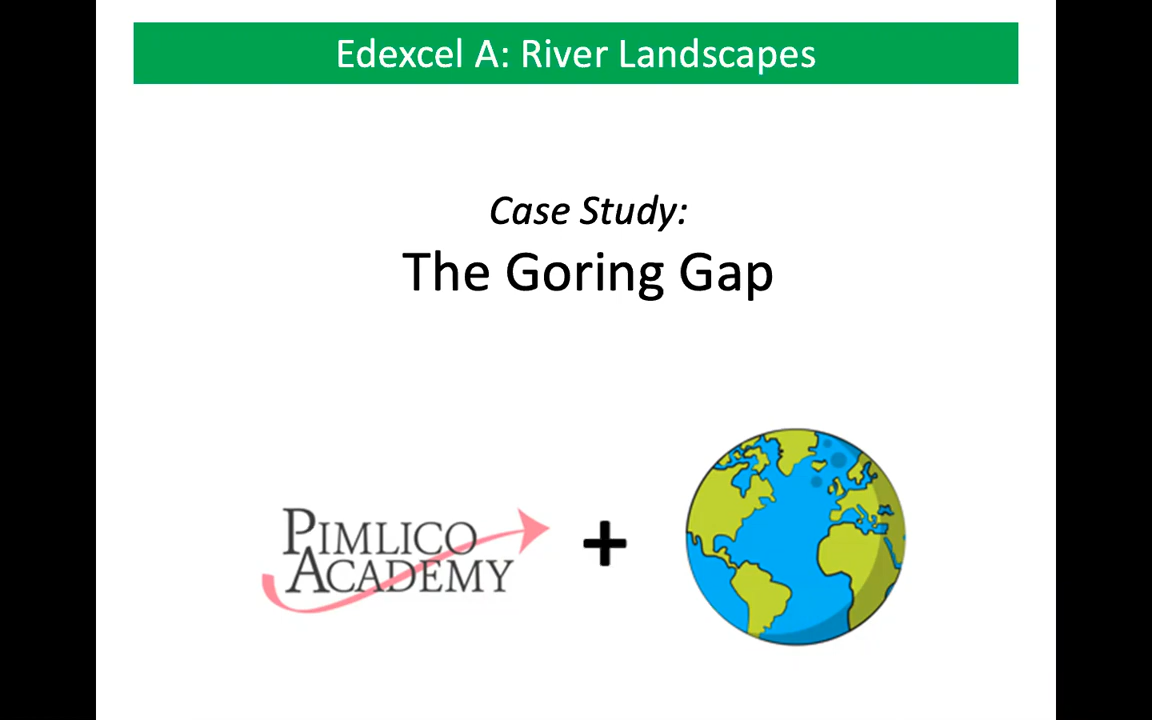 Edexcel A: River Landscapes
Case Study:
The Goring Gap
PIMLICO
ACADEMY
+